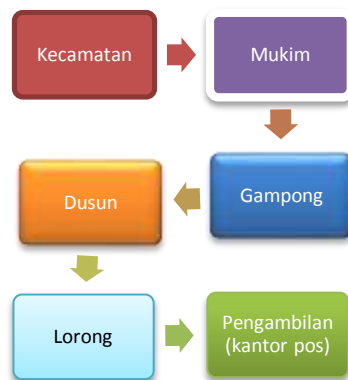 Kecamatan
Mukim
Gampong
Dusun
Lorong
Pengambilan
(kantor pos)